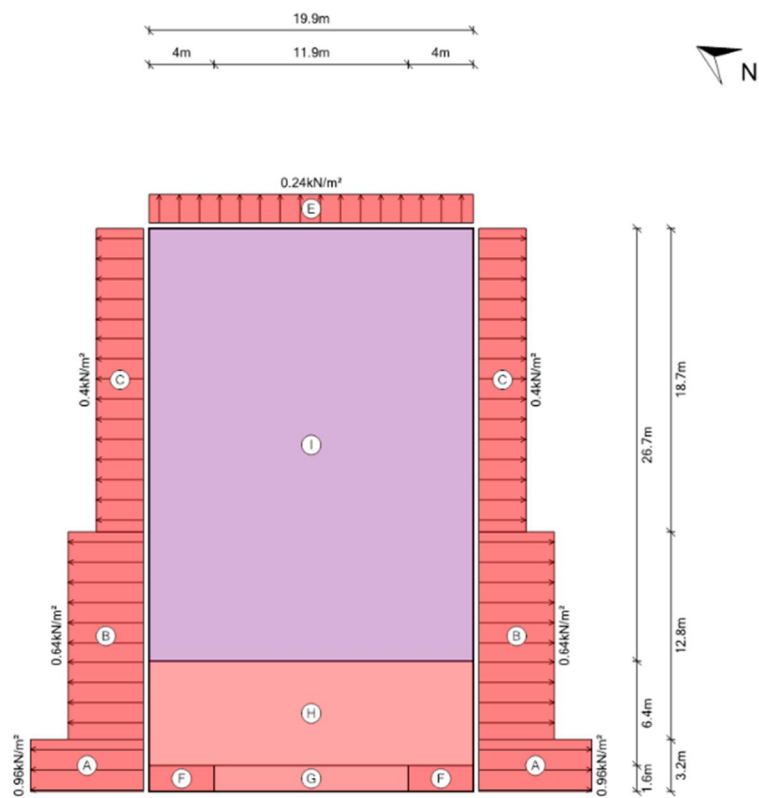 19.9m
4m 11.9m 4m
N
0.24kN/m²
E
C C
0.4kN/m² 0.4kN/m²
18.7m
26.7m
I
B B
0.64kN/m² 0.64kN/m²
12.8m
H
6.4m
A A
0.96kN/m² 0.96kN/m²
F G F
1.6m
3.2m